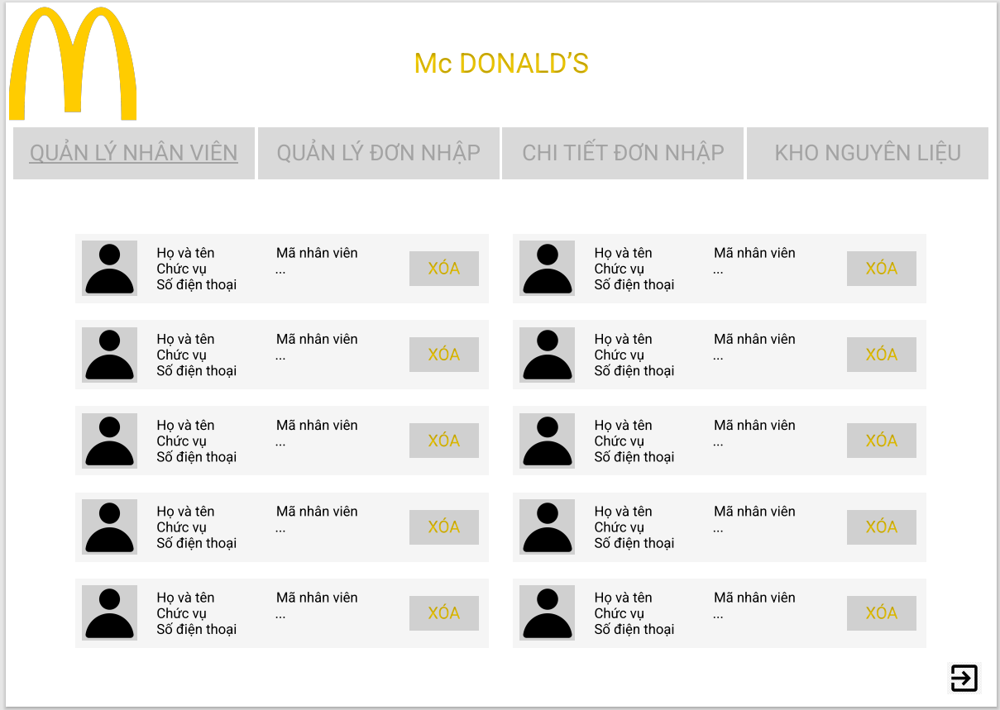 Mc DONALD’S
QUẢN LÝ NHÂN VIÊN
QUẢN LÝ ĐƠN NHẬP
CHI TIẾT ĐƠN NHẬP
KHO NGUYÊN LIỆU
Họ và tên
Chức vụ
Số điện thoại
Mã nhân viên
...
XÓA
Họ và tên
Chức vụ
Số điện thoại
Mã nhân viên
...
XÓA
Họ và tên
Chức vụ
Số điện thoại
Mã nhân viên
...
XÓA
Họ và tên
Chức vụ
Số điện thoại
Mã nhân viên
...
XÓA
Họ và tên
Chức vụ
Số điện thoại
Mã nhân viên
...
XÓA
Họ và tên
Chức vụ
Số điện thoại
Mã nhân viên
...
XÓA
Họ và tên
Chức vụ
Số điện thoại
Mã nhân viên
...
XÓA
Họ và tên
Chức vụ
Số điện thoại
Mã nhân viên
...
XÓA
Họ và tên
Chức vụ
Số điện thoại
Mã nhân viên
...
XÓA
Họ và tên
Chức vụ
Số điện thoại
Mã nhân viên
...
XÓA